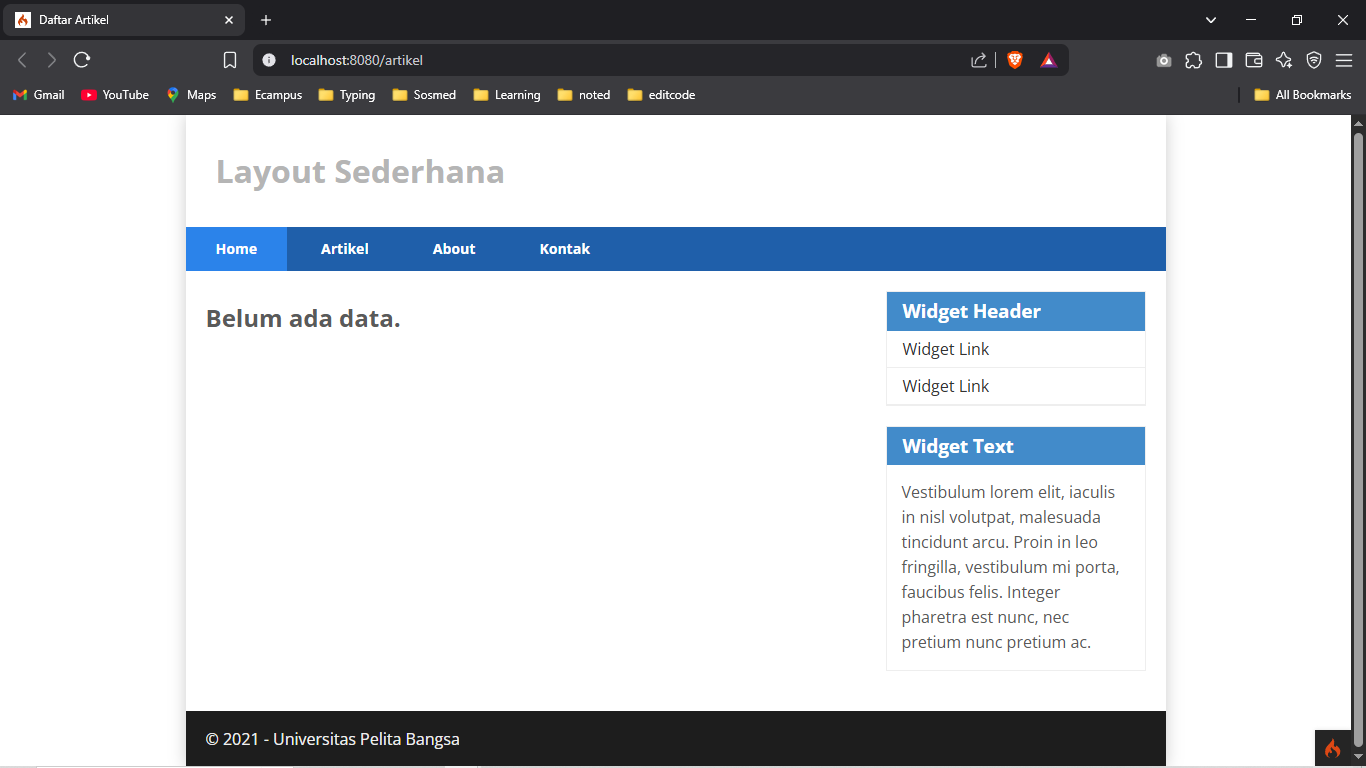 Daftar Artikel
localhost:8080/artikel
Gmail YouTube Maps Ecampus Typing Sosmed Learning noted editcode All Bookmarks
Layout Sederhana
Home Artikel About Kontak
Belum ada data.
Widget Header
Widget Link
Widget Link
Widget Text
Vestibulum lorem elit, iaculis
in nisl volutpat, malesuada
tincidunt arcu. Proin in leo
fringilla, vestibulum mi porta,
faucibus felis. Integer
pharetra est nunc, nec
pretium nunc pretium ac.
© 2021 - Universitas Pelita Bangsa